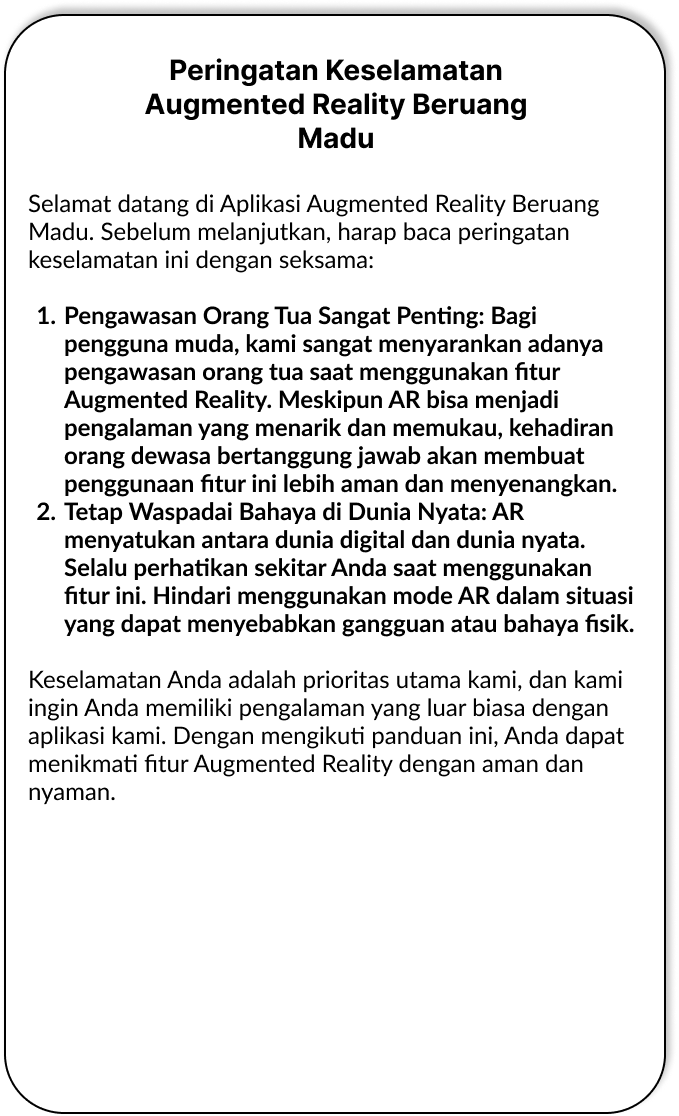 Peringatan Keselamatan
Augmented Reality Beruang
Madu
Selamat datang di Aplikasi Augmented Reality Beruang
Madu. Sebelum melanjutkan, harap baca peringatan
keselamatan ini dengan seksama:
1. Pengawasan Orang Tua Sangat Penting: Bagi
pengguna muda, kami sangat menyarankan adanya
pengawasan orang tua saat menggunakan fitur
Augmented Reality. Meskipun AR bisa menjadi
pengalaman yang menarik dan memukau, kehadiran
orang dewasa bertanggung jawab akan membuat
penggunaan fitur ini lebih aman dan menyenangkan.
2. Tetap Waspadai Bahaya di Dunia Nyata: AR
menyatukan antara dunia digital dan dunia nyata.
Selalu perhatikan sekitar Anda saat menggunakan
fitur ini. Hindari menggunakan mode AR dalam situasi
yang dapat menyebabkan gangguan atau bahaya fisik.
Keselamatan Anda adalah prioritas utama kami, dan kami
ingin Anda memiliki pengalaman yang luar biasa dengan
aplikasi kami. Dengan mengikuti panduan ini, Anda dapat
menikmati fitur Augmented Reality dengan aman dan
nyaman.